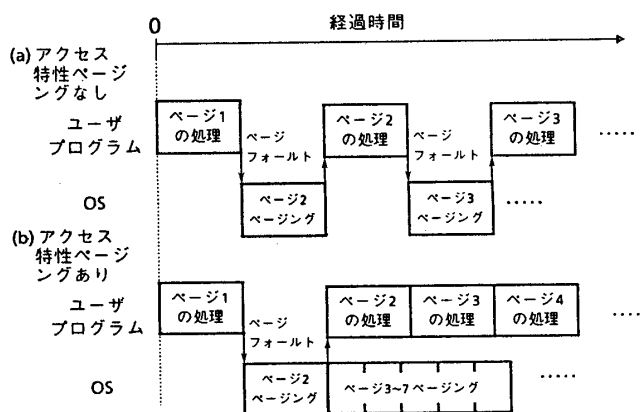 0
経過時間
(a) アクセス
特性ページ
ングなし
ユーザ
プログラム
ページ1
の処理
ページ
フォールト
ページ2
の処理
ページ
フォールト
ページ3
の処理
.....
OS
ページ2
ページング
ページ3
ページング
.....
(b) アクセス
特性ページ
ングあり
ユーザ
プログラム
ページ1
の処理
ページ
フォールト
ページ2
の処理
ページ3
の処理
ページ4
の処理
.....
OS
ページ2
ページング
ページ3~7 ページング
.....